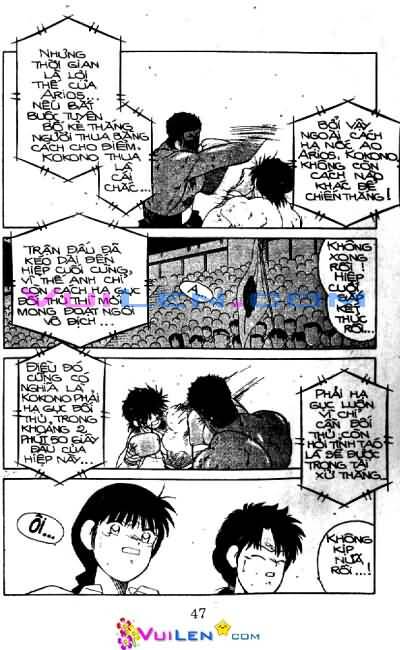 NHƯNG
THỜI GIAN
LÀ LỢI
THẾ CỦA
ARIOS...
NẾU BẮT
BUỘC TUYÊN
BỐ KẺ THẮNG
NGƯỜI THUA BẰNG
CÁCH CHO ĐIỂM.
KOKONO THUA
LÀ
CÁI
CHẮC...
BỞI VẬY
NGOÀI CÁCH
HẠ NỐC AO
ARIOS, KOKONO
KHÔNG CÒN
CÁCH NÀO
KHÁC ĐỂ
CHIẾN THẮNG!
TRẬN ĐẤU ĐÃ
KÉO DÀI ĐẾN
HIỆP CUỐI CÙNG,
VÌ THẾ ANH CHỈ
CÒN CÁCH HẠ GỤC
ĐỐI THỦ THÌ MỚI
MONG ĐOẠT NGÔI
VÔ ĐỊCH...
KHÔNG
XONG
RỒI!
HIỆP
CUỐI
SẮP
KẾT
THÚC
RỒI...
VUILEN.COM
ĐIỀU ĐÓ
CŨNG CÓ
NGHĨA LÀ
KOKONO PHẢI
HẠ GỤC ĐỐI
THỦ, TRONG
KHOẢNG 2
PHÚT 50 GIÂY
ĐẦU CỦA
HIỆP NÀY...
PHẢI HẠ
GỤC LUÔN
VÌ CHỈ
CẦN ĐỐI
THỦ CÒN
HƠI TỈNH TÁO
LÀ SẼ ĐƯỢC
TRỌNG TÀI
XỬ THẮNG.
ÔI...
KHÔNG
KỊP
NỮA
RỒI...!
47
VUILEN.COM